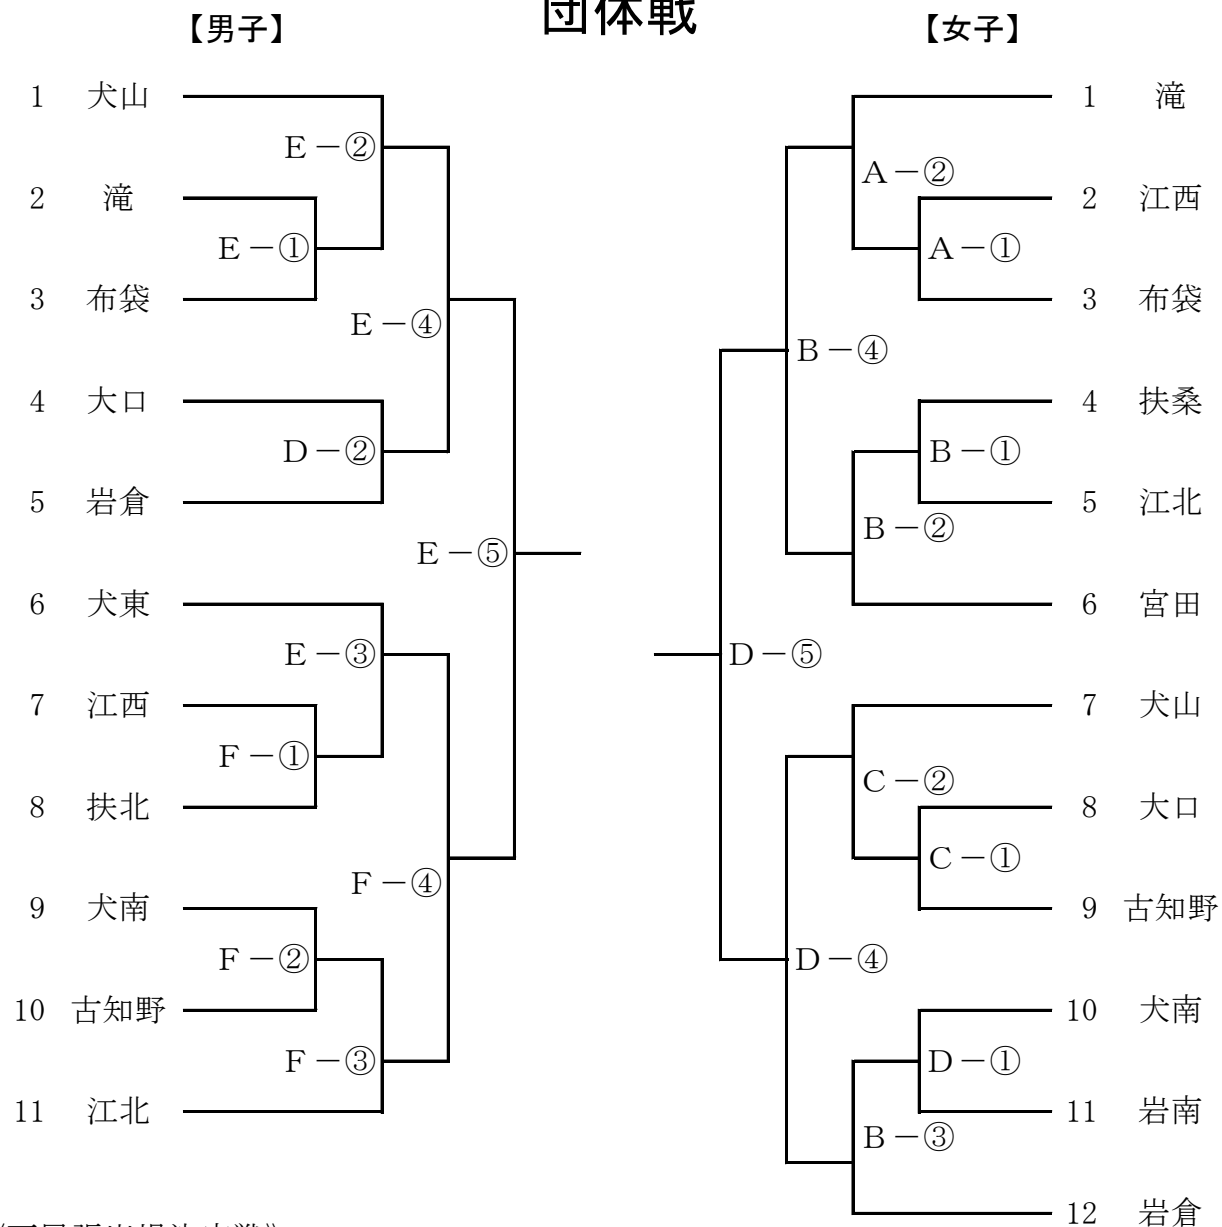 団体戦
【男子】
1 犬山
E－②
2 滝
E－①
3 布袋
E－④
4 大口
D－②
5 岩倉
E－⑤
6 犬東
E－③
7 江西
F－①
8 扶北
F－④
9 犬南
F－②
10 古知野
F－③
11 江北
【女子】
1 滝
A－②
2 江西
A－①
3 布袋
B－④
4 扶桑
B－①
5 江北
B－②
6 宮田
D－⑤
7 犬山
C－②
8 大口
C－①
9 古知野
D－④
10 犬南
D－①
11 岩南
B－③
12 岩倉